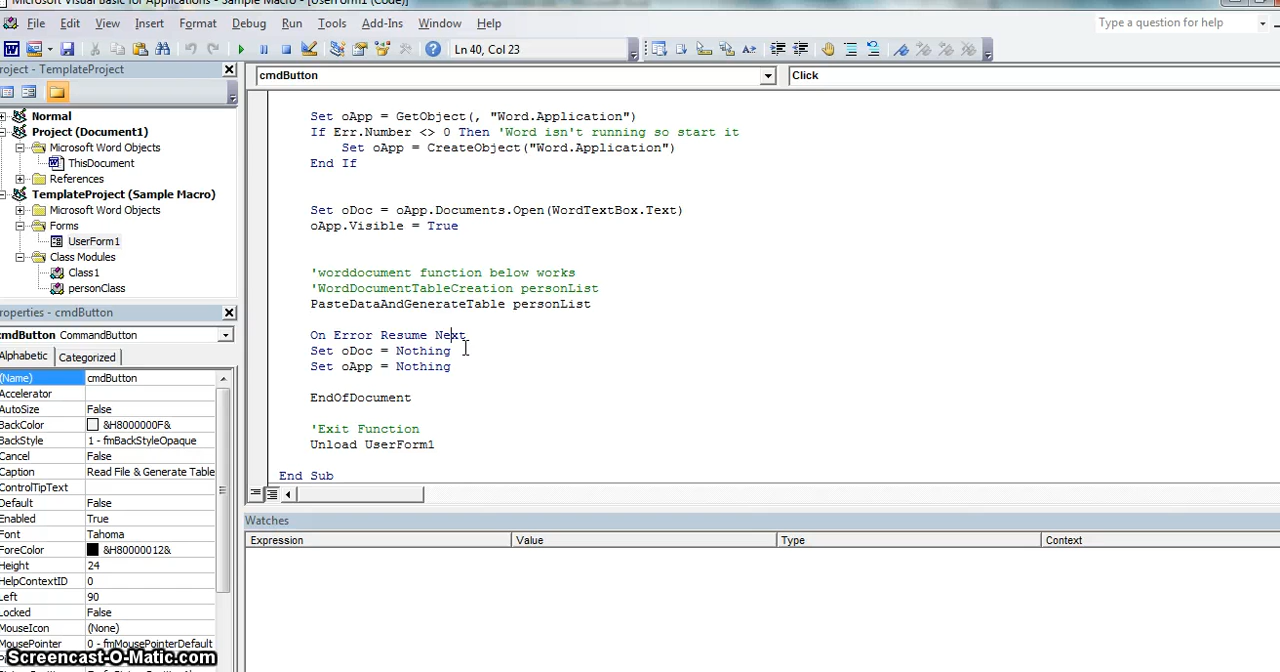 Microsoft Visual Basic for Applications - Sample Macro - [UserForm1 (Code)]
File Edit View Insert Format Debug Run Tools Add-Ins Window Help
Type a question for help
Ln 40, Col 23
Project - TemplateProject
cmdButton
Click
Normal
Project (Document1)
Microsoft Word Objects
ThisDocument
References
TemplateProject (Sample Macro)
Microsoft Word Objects
Forms
UserForm1
Class Modules
Class1
personClass
Set oApp = GetObject(, "Word.Application")
If Err.Number <> 0 Then 'Word isn't running so start it
Set oApp = CreateObject("Word.Application")
End If
Set oDoc = oApp.Documents.Open(WordTextBox.Text)
oApp.Visible = True
'worddocument function below works
'WordDocumentTableCreation personList
PasteDataAndGenerateTable personList
On Error Resume Next
Set oDoc = Nothing
Set oApp = Nothing
EndOfDocument
'Exit Function
Unload UserForm1
End Sub
Properties - cmdButton
cmdButton CommandButton
Alphabetic Categorized
(Name) cmdButton
Accelerator
AutoSize False
BackColor &H8000000F&
BackStyle 1 - fmBackStyleOpaque
Cancel False
Caption Read File & Generate Table
ControlTipText
Default False
Enabled True
Font Tahoma
ForeColor &H80000012&
Height 24
HelpContextID 0
Left 90
Locked False
MouseIcon (None)
MousePointer 0 - fmMousePointerDefault
Watches
Expression Value Type Context
Screencast-O-Matic.com